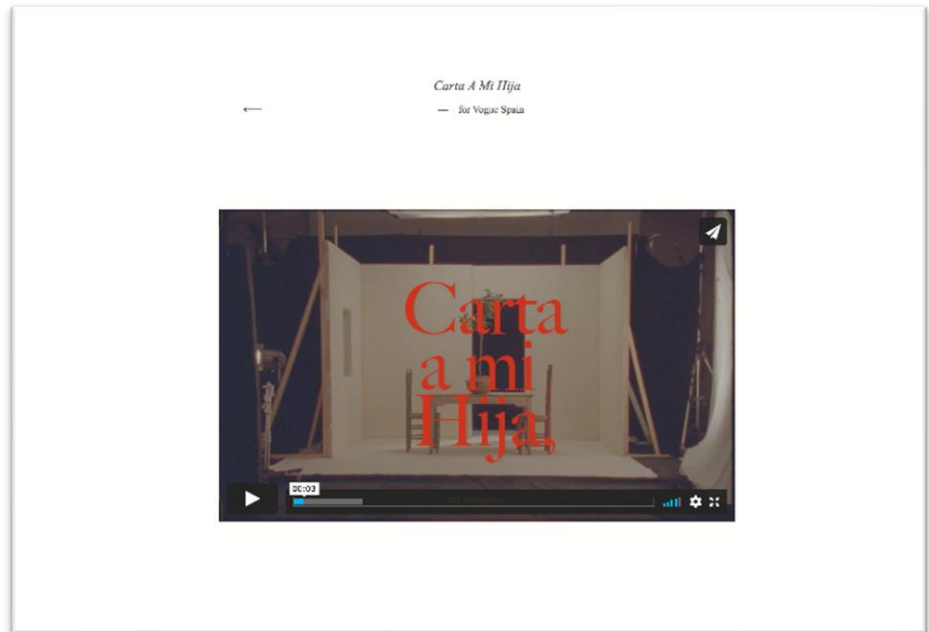 Carta A Mi Hija
— for Vogue Spain
Carta
a mi
Hija,
00:03